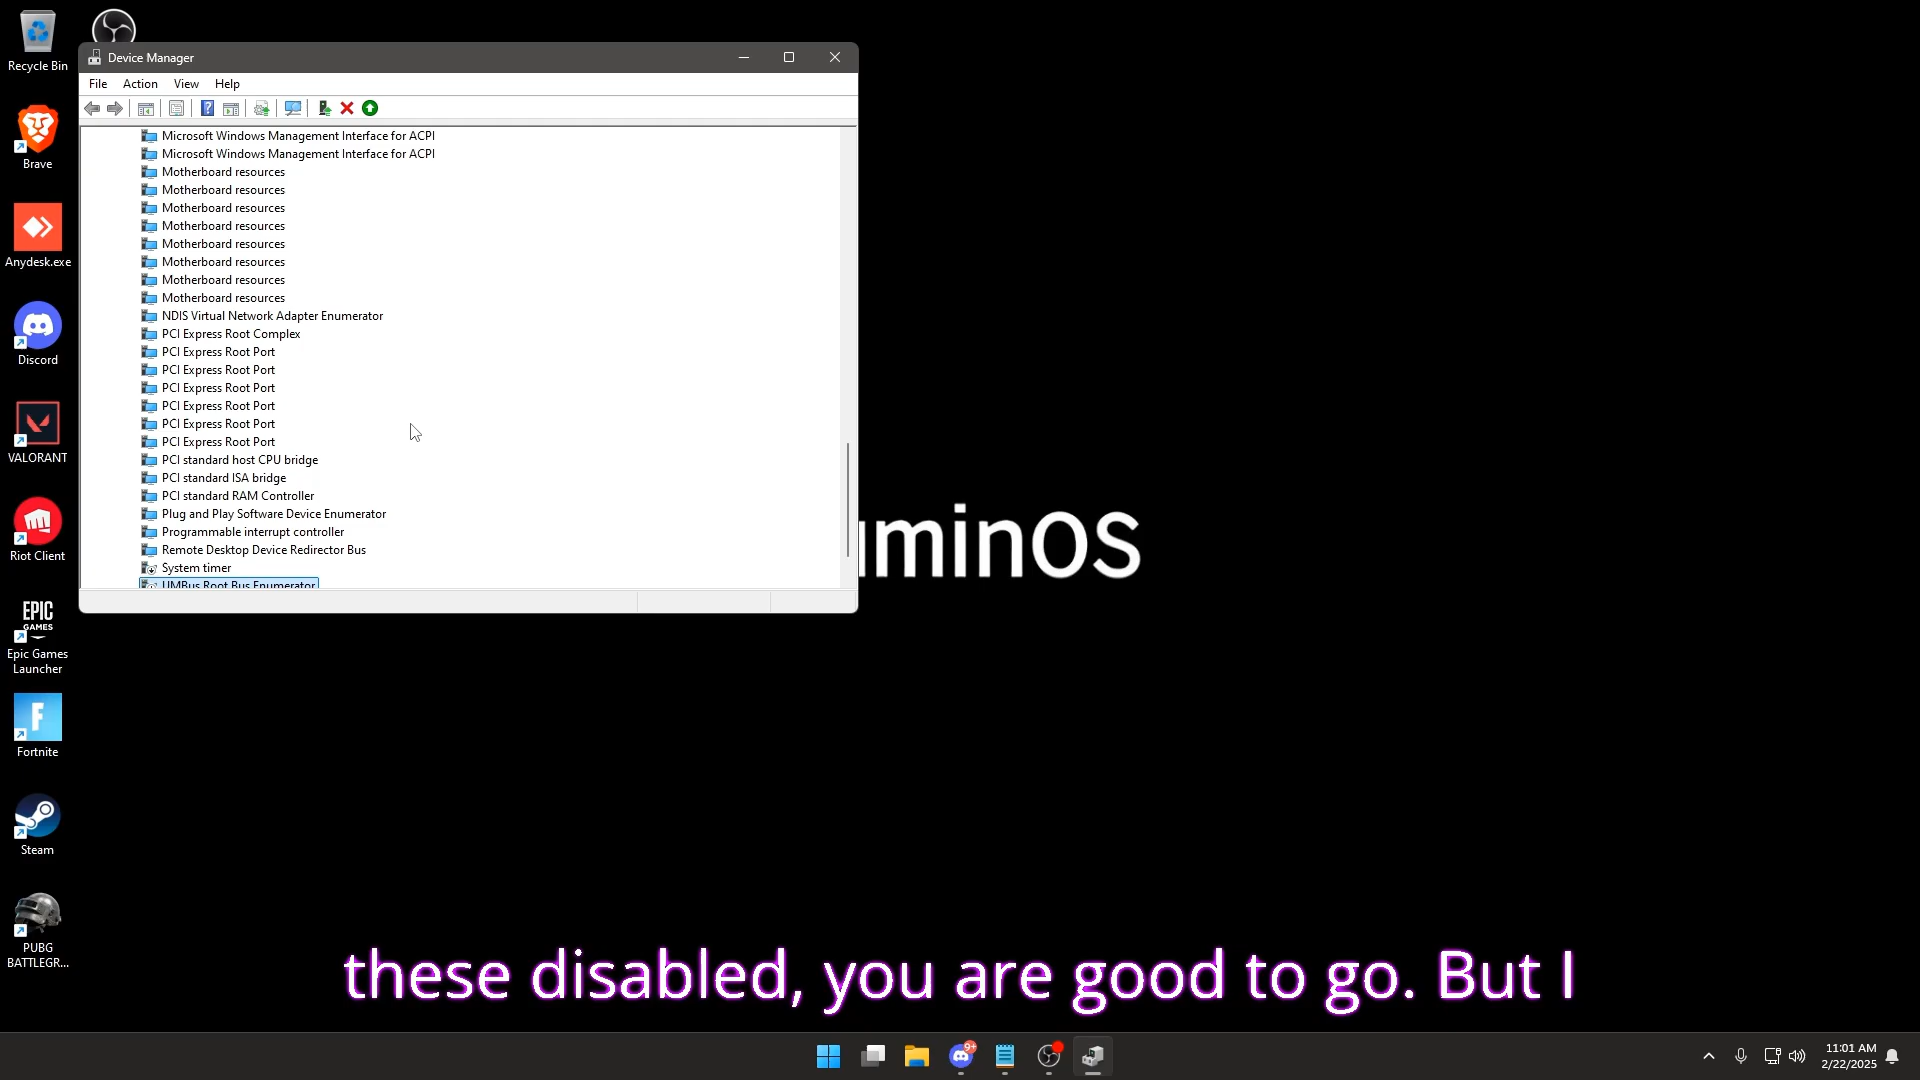 Recycle Bin
Brave
Anydesk.exe
Discord
VALORANT
Riot Client
EPIC
GAMES
Epic Games
Launcher
Fortnite
Steam
PUBG
BATTLEGR...
Device Manager
File Action View Help
Microsoft Windows Management Interface for ACPI
Microsoft Windows Management Interface for ACPI
Motherboard resources
Motherboard resources
Motherboard resources
Motherboard resources
Motherboard resources
Motherboard resources
Motherboard resources
Motherboard resources
NDIS Virtual Network Adapter Enumerator
PCI Express Root Complex
PCI Express Root Port
PCI Express Root Port
PCI Express Root Port
PCI Express Root Port
PCI Express Root Port
PCI Express Root Port
PCI standard host CPU bridge
PCI standard ISA bridge
PCI standard RAM Controller
Plug and Play Software Device Enumerator
Programmable interrupt controller
Remote Desktop Device Redirector Bus
System timer
UMBus Root Bus Enumerator
uminOS
these disabled, you are good to go. But I
9+
11:01 AM
2/22/2025